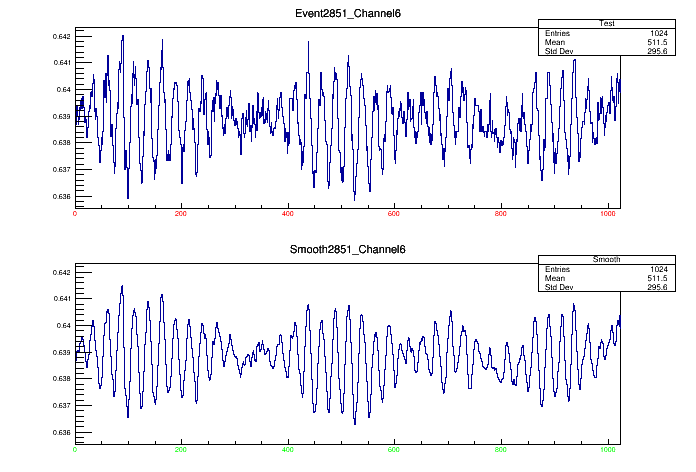 Event2851_Channel6
Test
Entries 1024
Mean 511.5
Std Dev 295.6
0.642
0.641
0.64
0.639
0.638
0.637
0.636
0 200 400 600 800 1000
Smooth2851_Channel6
Smooth
Entries 1024
Mean 511.5
Std Dev 295.6
0.642
0.641
0.64
0.639
0.638
0.637
0.636
0 200 400 600 800 1000